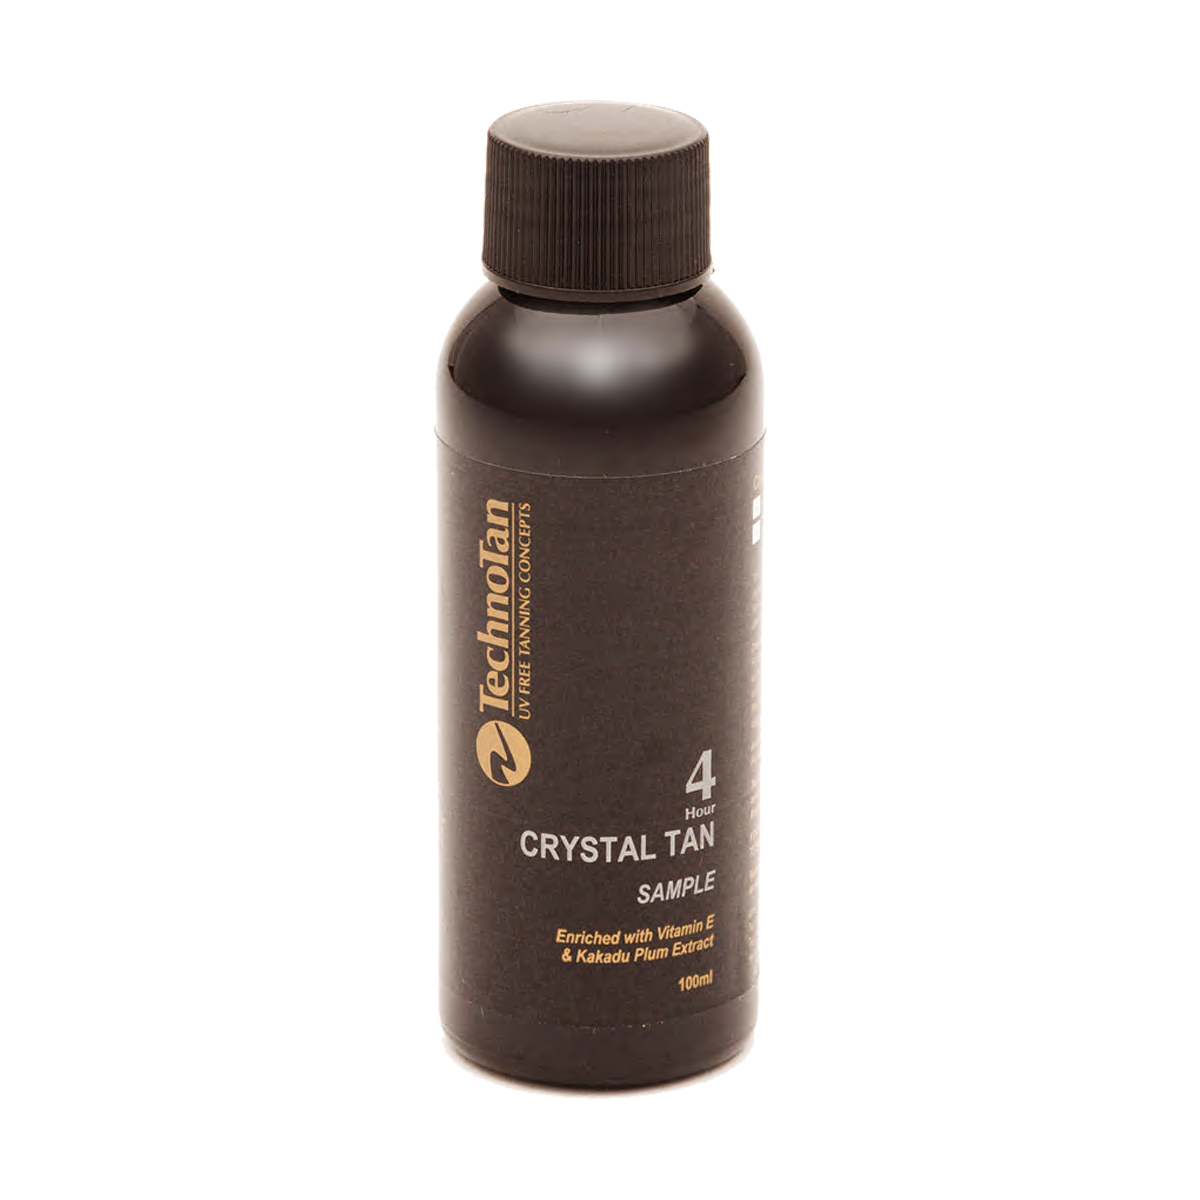 TechnoTan
UV FREE TANNING CONCEPTS
4
Hour
CRYSTAL TAN
SAMPLE
Enriched with Vitamin E
& Kakadu Plum Extract
100ml